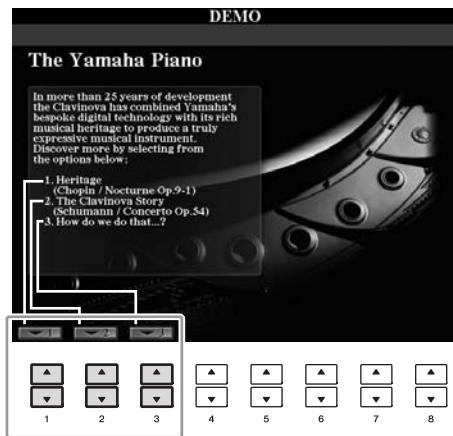 DEMO
The Yamaha Piano
In more than 25 years of development
the Clavinova has combined Yamaha's
bespoke digital technology with its rich
musical heritage to produce a truly
expressive musical instrument.
Discover more by selecting from
the options below;
1. Heritage
(Chopin / Nocturne Op.9-1)
2. The Clavinova Story
(Schumann / Concerto Op.54)
3. How do we do that...?
1 2 3
1 2 3 4 5 6 7 8